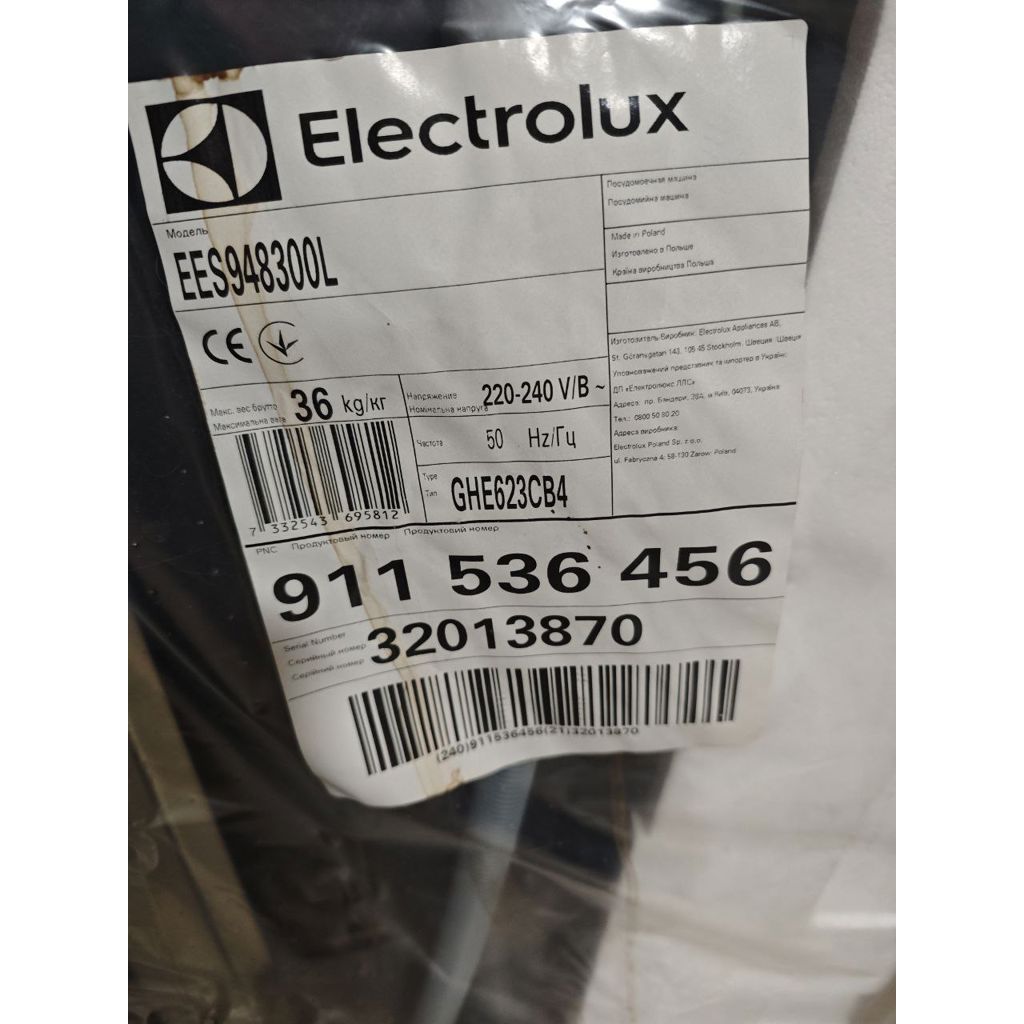 Electrolux
Модель
EES948300L
Посудомоечная машина
Посудомийна машина
Made in Poland
Изготовлено в Польше
Країна виробництва Польща
CE
Изготовитель-Виробник: Electrolux Appliances AB,
St. Göransgatan 143, 105 45 Stockholm, Швеция, Швеція
Уповноважений представник та імпортер в Україні:
ДП «Електролюкс ЛЛС»
Адреса: пр. Бандери, 28А, м Київ, 04073, Україна
Тел.: 0800 50 80 20
Адреса виробника:
Electrolux Poland Sp. z o.o.
ul. Fabryczna 4; 58-130 Zarow, Poland
Макс. вес брутто
Максимальна вага
36 kg/кг
Напряжение
Номінальна напруга
220-240 V/В ~
Частота
50 Hz/Гц
Type
Тип
GHE623CB4
7 332543 695812
PNC Продуктовый номер Продуктовий номер
911 536 456
Serial Number
Серийный номер
Серійний номер
32013870
(240)911536456(21)32013870